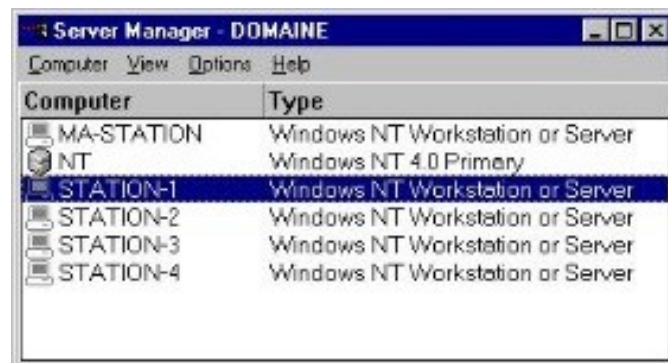 Server Manager - DOMAINE
Computer View Options Help
Computer Type
MA-STATION Windows NT Workstation or Server
NT Windows NT 4.0 Primary
STATION-1 Windows NT Workstation or Server
STATION-2 Windows NT Workstation or Server
STATION-3 Windows NT Workstation or Server
STATION-4 Windows NT Workstation or Server